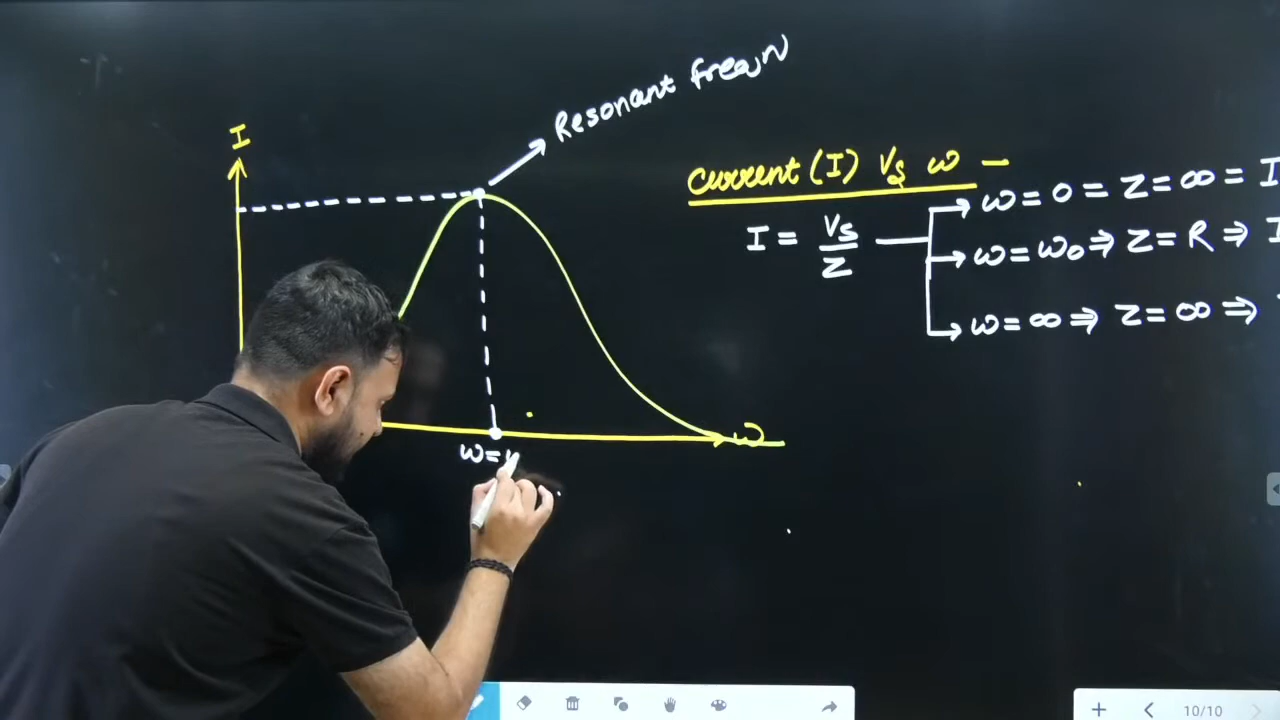 Resonant freqn
I
Current (I) Vs ω –
I = Vs/Z
ω = 0 = Z = ∞ = I
ω = ω₀ ⇒ Z = R ⇒ I
ω = ∞ ⇒ Z = ∞ ⇒
ω
ω =
10/10